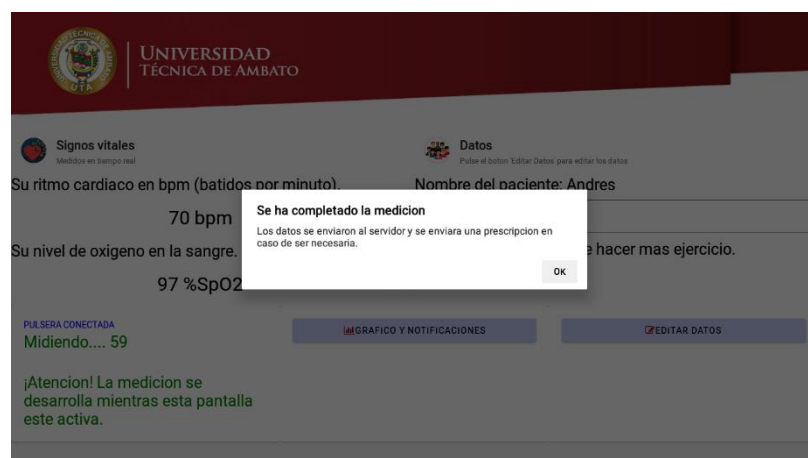 UNIVERSIDAD
TÉCNICA DE AMBATO
UTA
Signos vitales
Medidos en tiempo real
Datos
Pulse el boton 'Editar Datos' para editar los datos
Su ritmo cardiaco en bpm (batidos por minuto).
Nombre del paciente: Andres
70 bpm
Se ha completado la medicion
Los datos se enviaron al servidor y se enviara una prescripcion en
caso de ser necesaria.
OK
Su nivel de oxigeno en la sangre.
hacer mas ejercicio.
97 %SpO2
PULSERA CONECTADA
Midiendo.... 59
GRAFICO Y NOTIFICACIONES
EDITAR DATOS
¡Atencion! La medicion se
desarrolla mientras esta pantalla
este activa.